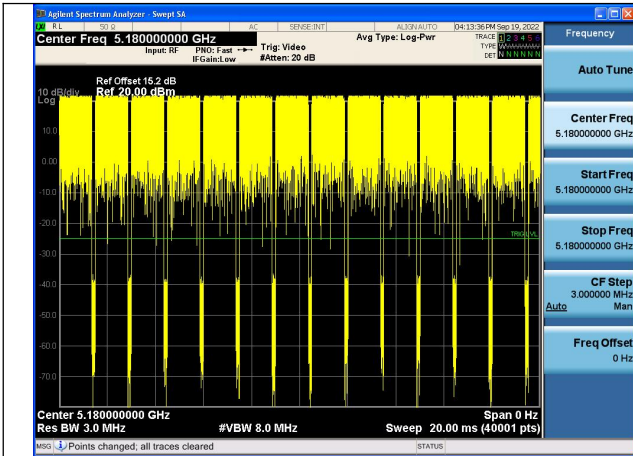 Agilent Spectrum Analyzer - Swept SA
RL 50 Ω AC SENSE:INT ALIGN AUTO 04:13:36 PM Sep 19, 2022
Center Freq 5.180000000 GHz
Input: RF PNO: Fast
IFGain:Low
Trig: Video
#Atten: 20 dB
Avg Type: Log-Pwr
TRACE 1 2 3 4 5 6
TYPE WWWWWW
DET N N N N N N
Ref Offset 15.2 dB
10 dB/div Ref 20.00 dBm
Log
10.0
0.00
-10.0
-20.0
TRIG LVL
-30.0
-40.0
-50.0
-60.0
-70.0
Center 5.180000000 GHz Span 0 Hz
Res BW 3.0 MHz #VBW 8.0 MHz Sweep 20.00 ms (40001 pts)
MSG Points changed; all traces cleared STATUS
Frequency
Auto Tune
Center Freq
5.180000000 GHz
Start Freq
5.180000000 GHz
Stop Freq
5.180000000 GHz
CF Step
3.000000 MHz
Auto Man
Freq Offset
0 Hz